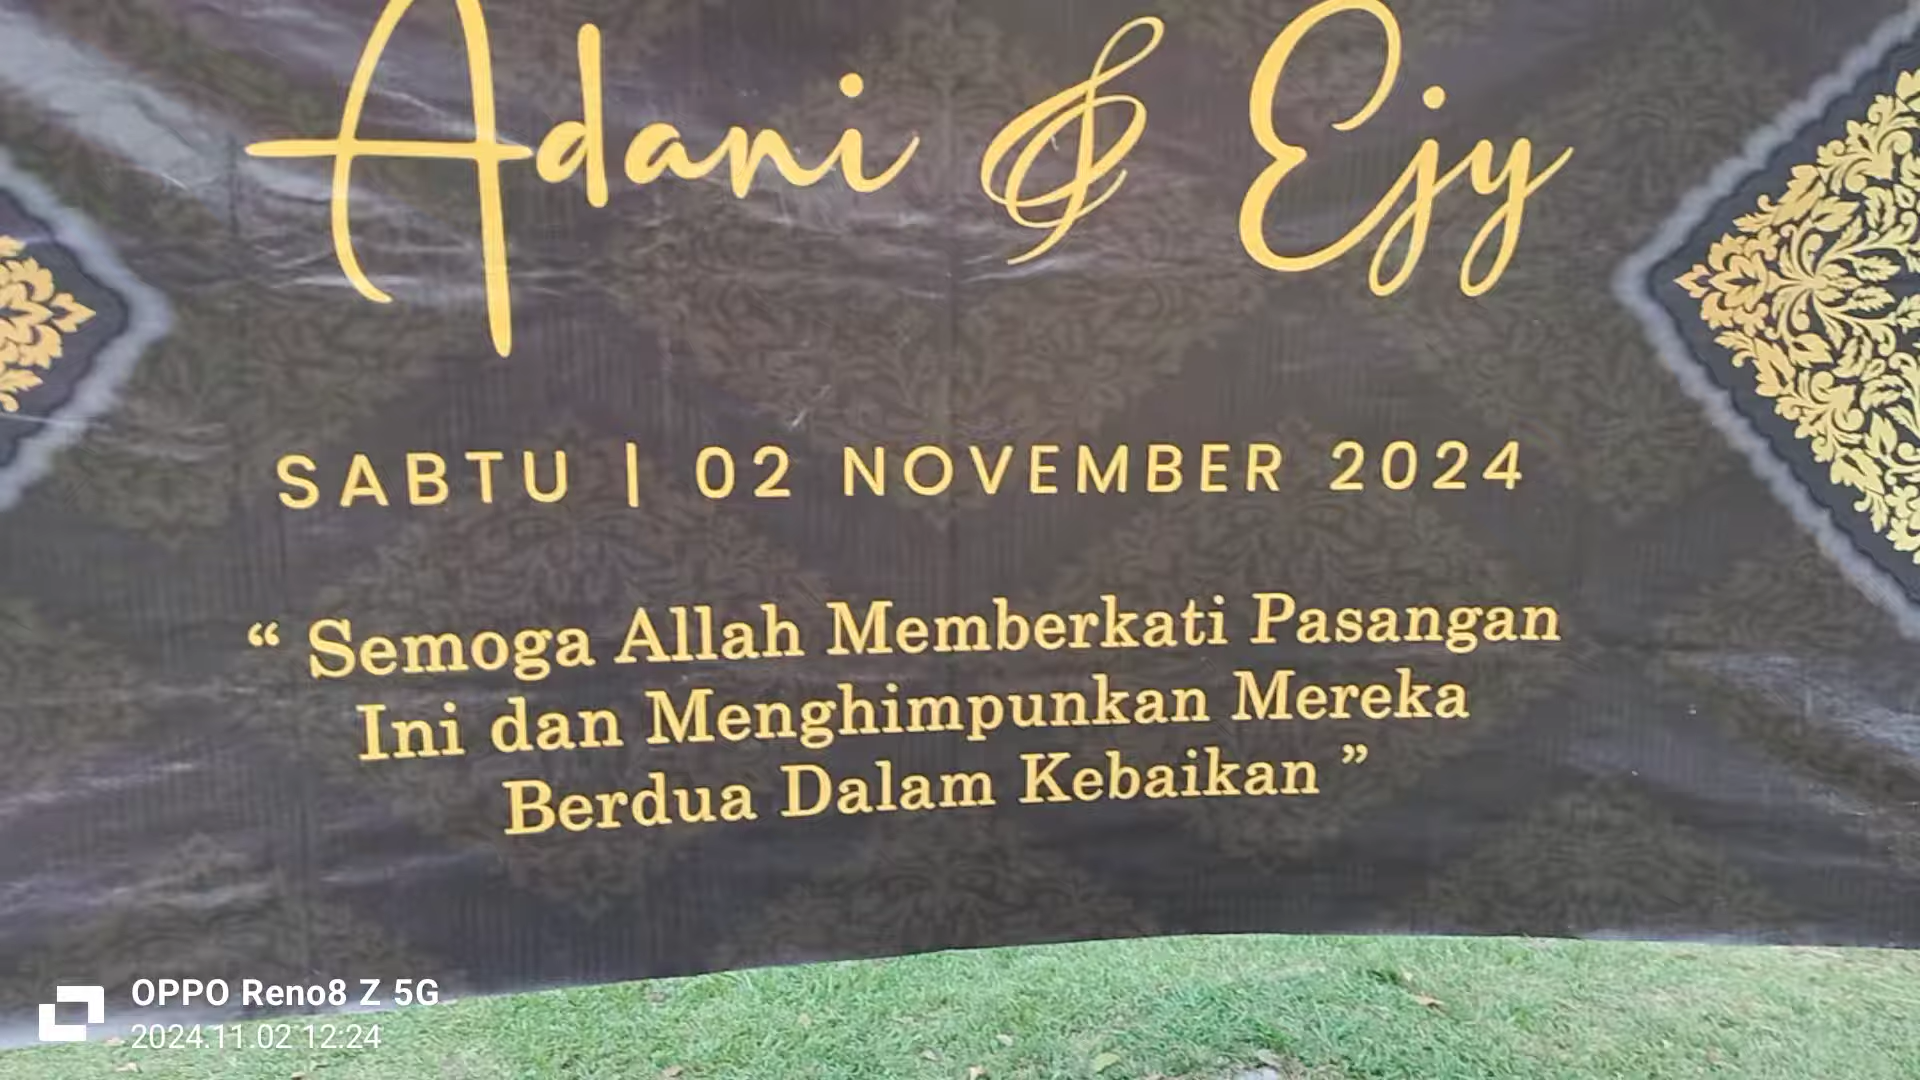 Adani & Ejy
SABTU | 02 NOVEMBER 2024
“ Semoga Allah Memberkati Pasangan
Ini dan Menghimpunkan Mereka
Berdua Dalam Kebaikan ”
OPPO Reno8 Z 5G
2024.11.02 12:24